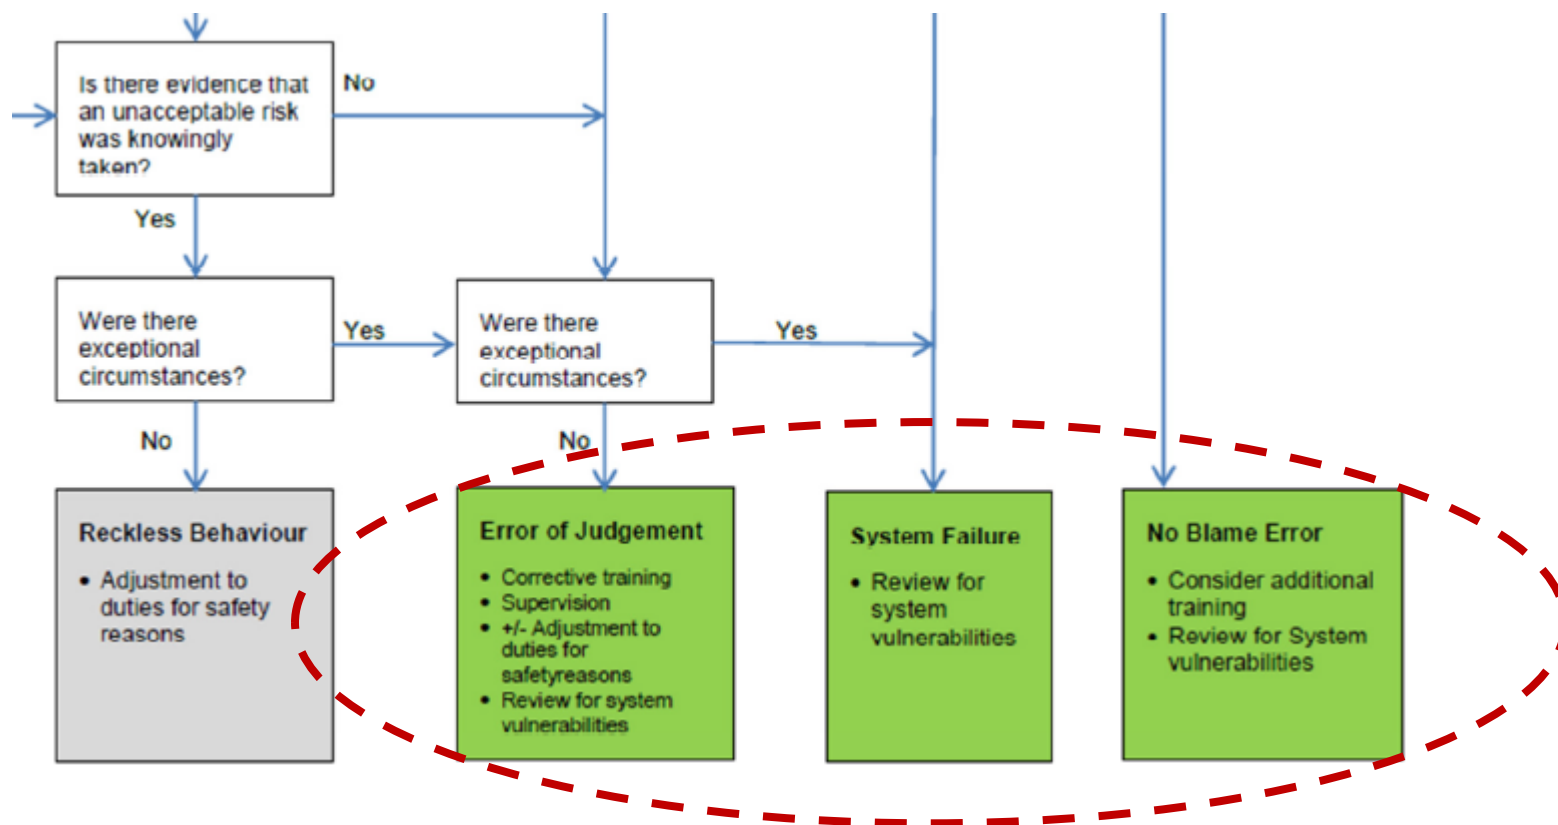 Is there evidence that
an unacceptable risk
was knowingly
taken?
No
Yes
Were there
exceptional
circumstances?
Yes
Were there
exceptional
circumstances?
Yes
No
No
Reckless Behaviour
• Adjustment to
duties for safety
reasons
Error of Judgement
• Corrective training
• Supervision
• +/- Adjustment to
duties for
safetyreasons
• Review for system
vulnerabilities
System Failure
• Review for
system
vulnerabilities
No Blame Error
• Consider additional
training
• Review for System
vulnerabilities